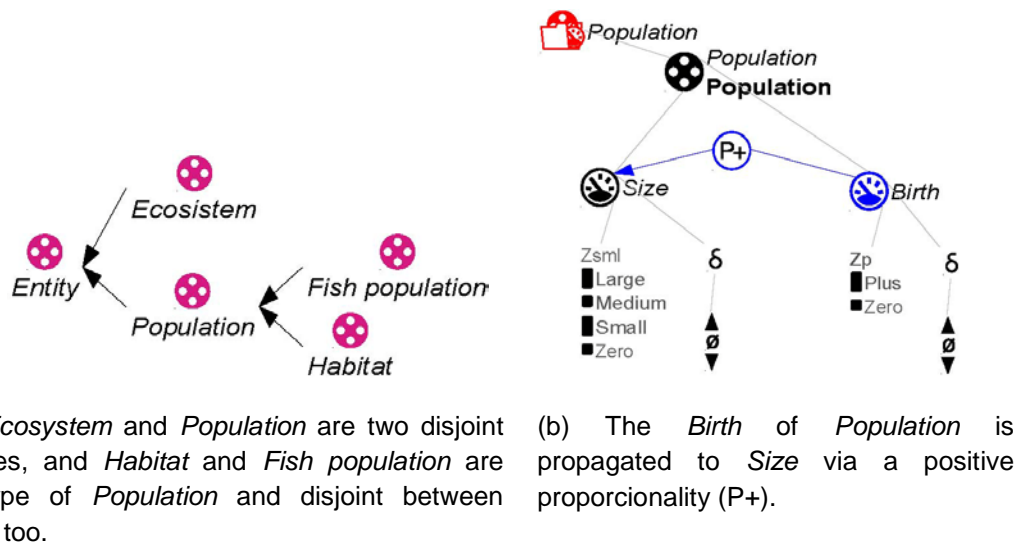 Ecosistem
Entity
Population
Fish population
Habitat
Ecosystem and Population are two disjoint
es, and Habitat and Fish population are
ype of Population and disjoint between
too.
Population
Population
Population
P+
Size
Birth
Zsml
Large
Medium
Small
Zero
δ
ø
Zp
Plus
Zero
δ
ø
(b) The Birth of Population is
propagated to Size via a positive
proporcionality (P+).